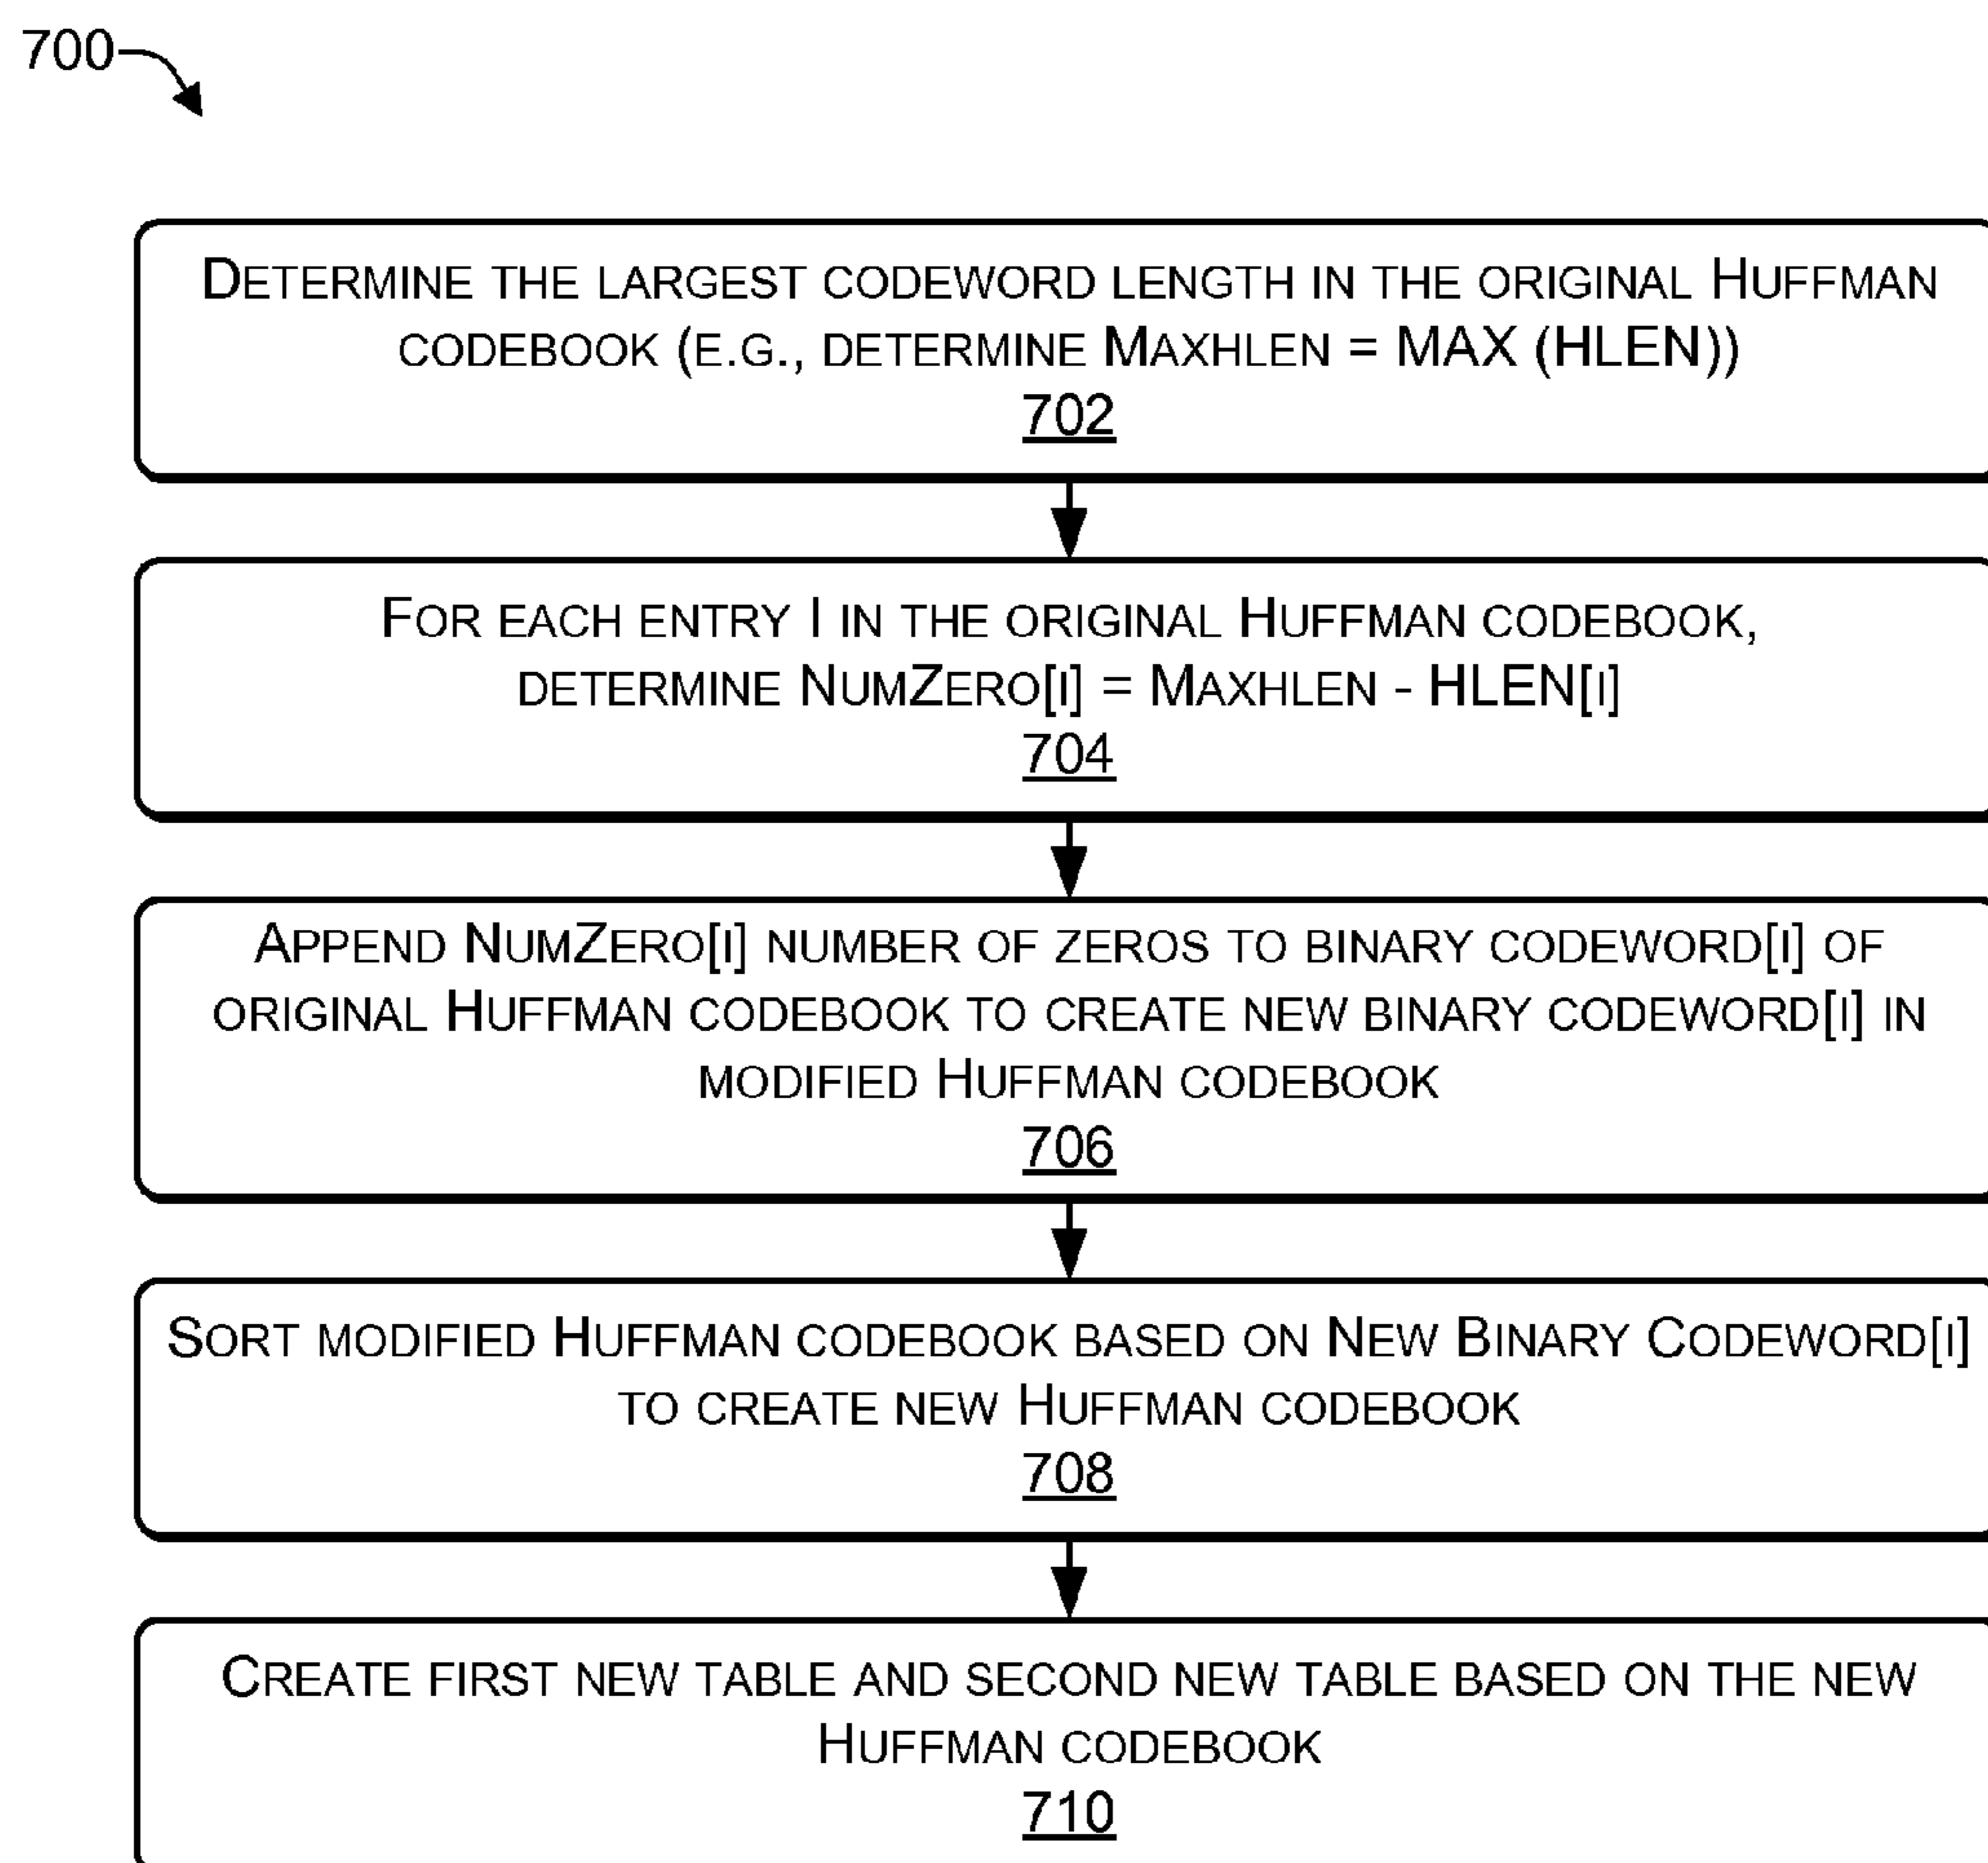 700
Determine the largest codeword length in the original Huffman
codebook (e.g., determine Maxhlen = MAX (HLEN))
702
For each entry I in the original Huffman codebook,
determine NumZero[i] = Maxhlen - HLEN[i]
704
Append NumZero[i] number of zeros to binary codeword[i] of
original Huffman codebook to create new binary codeword[i] in
modified Huffman codebook
706
Sort modified Huffman codebook based on New Binary Codeword[i]
to create new Huffman codebook
708
Create first new table and second new table based on the new
Huffman codebook
710